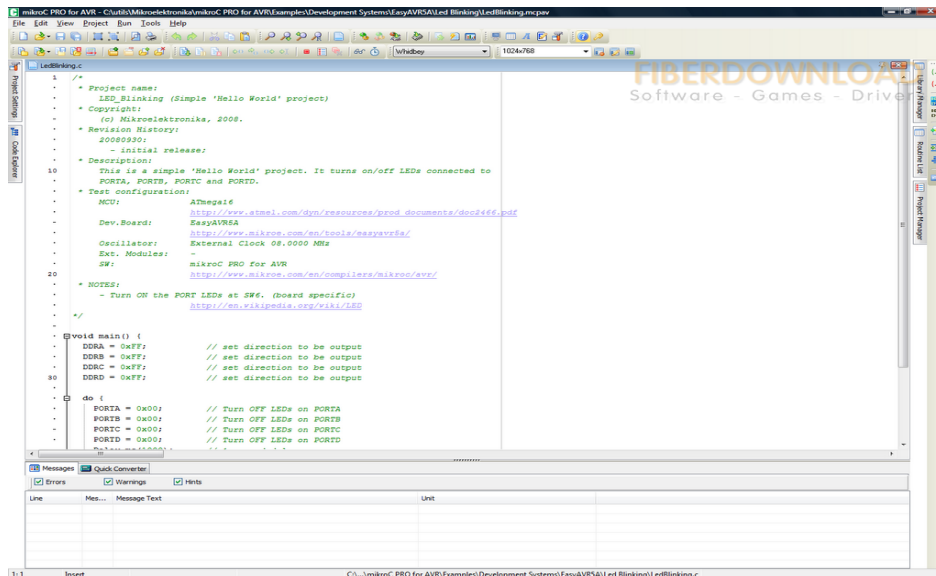 mikroC PRO for AVR - C:\utils\Mikroelektronika\mikroC PRO for AVR\Examples\Development Systems\EasyAVR5A\Led Blinking\LedBlinking.mcpav
File Edit View Project Run Tools Help
Whidbey 1024x768
LedBlinking.c
FIBERDOWNLOA
Software - Games - Driver
Project Settings
Code Explorer
Library Manager
Routine List
Project Manager
1 /*
* Project name:
LED_Blinking (Simple 'Hello World' project)
* Copyright:
(c) Mikroelektronika, 2008.
* Revision History:
20080930:
- initial release;
* Description:
10 This is a simple 'Hello World' project. It turns on/off LEDs connected to
PORTA, PORTB, PORTC and PORTD.
* Test configuration:
MCU: ATmega16
http://www.atmel.com/dyn/resources/prod_documents/doc2466.pdf
Dev.Board: EasyAVR5A
http://www.mikroe.com/en/tools/easyavr5a/
Oscillator: External Clock 08.0000 MHz
Ext. Modules: -
SW: mikroC PRO for AVR
20 http://www.mikroe.com/en/compilers/mikroc/avr/
* NOTES:
- Turn ON the PORT LEDs at SW6. (board specific)
http://en.wikipedia.org/wiki/LED
*/
void main() {
DDRA = 0xFF; // set direction to be output
DDRB = 0xFF; // set direction to be output
DDRC = 0xFF; // set direction to be output
30 DDRD = 0xFF; // set direction to be output
do {
PORTA = 0x00; // Turn OFF LEDs on PORTA
PORTB = 0x00; // Turn OFF LEDs on PORTB
PORTC = 0x00; // Turn OFF LEDs on PORTC
PORTD = 0x00; // Turn OFF LEDs on PORTD
Messages Quick Converter
Errors Warnings Hints
Line Mes... Message Text Unit
1:1 Insert C:\...\mikroC PRO for AVR\Examples\Development Systems\EasyAVR5A\Led Blinking\LedBlinking.c